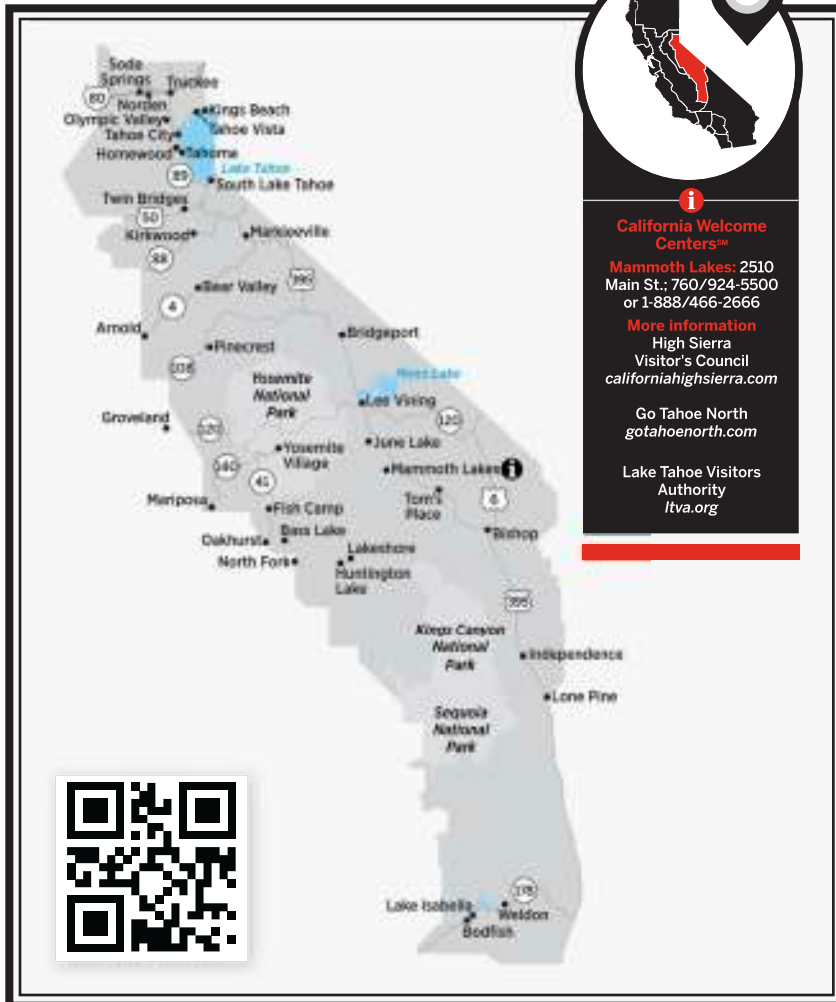 Soda
Springs
Truckee
80
Norden
Kings Beach
Olympic Valley
Tahoe Vista
Tahoe City
Homewood
Tahoma
Lake Tahoe
89
South Lake Tahoe
Twin Bridges
50
Kirkwood
Markleeville
88
Bear Valley
395
4
Arnold
Bridgeport
Pinecrest
108
Mono Lake
Yosemite
National
Park
Lee Vining
Groveland
120
120
June Lake
Yosemite
Village
140
Mammoth Lakes
i
41
Mariposa
Tom's
Place
6
Fish Camp
Bass Lake
Bishop
Oakhurst
Lakeshore
North Fork
Huntington
Lake
395
Kings Canyon
National
Park
Independence
Lone Pine
Sequoia
National
Park
178
Lake Isabella
Weldon
Bodfish
i
California Welcome
Centers℠
Mammoth Lakes: 2510
Main St.; 760/924-5500
or 1-888/466-2666
More information
High Sierra
Visitor's Council
californiahighsierra.com
Go Tahoe North
gotahoenorth.com
Lake Tahoe Visitors
Authority
ltva.org